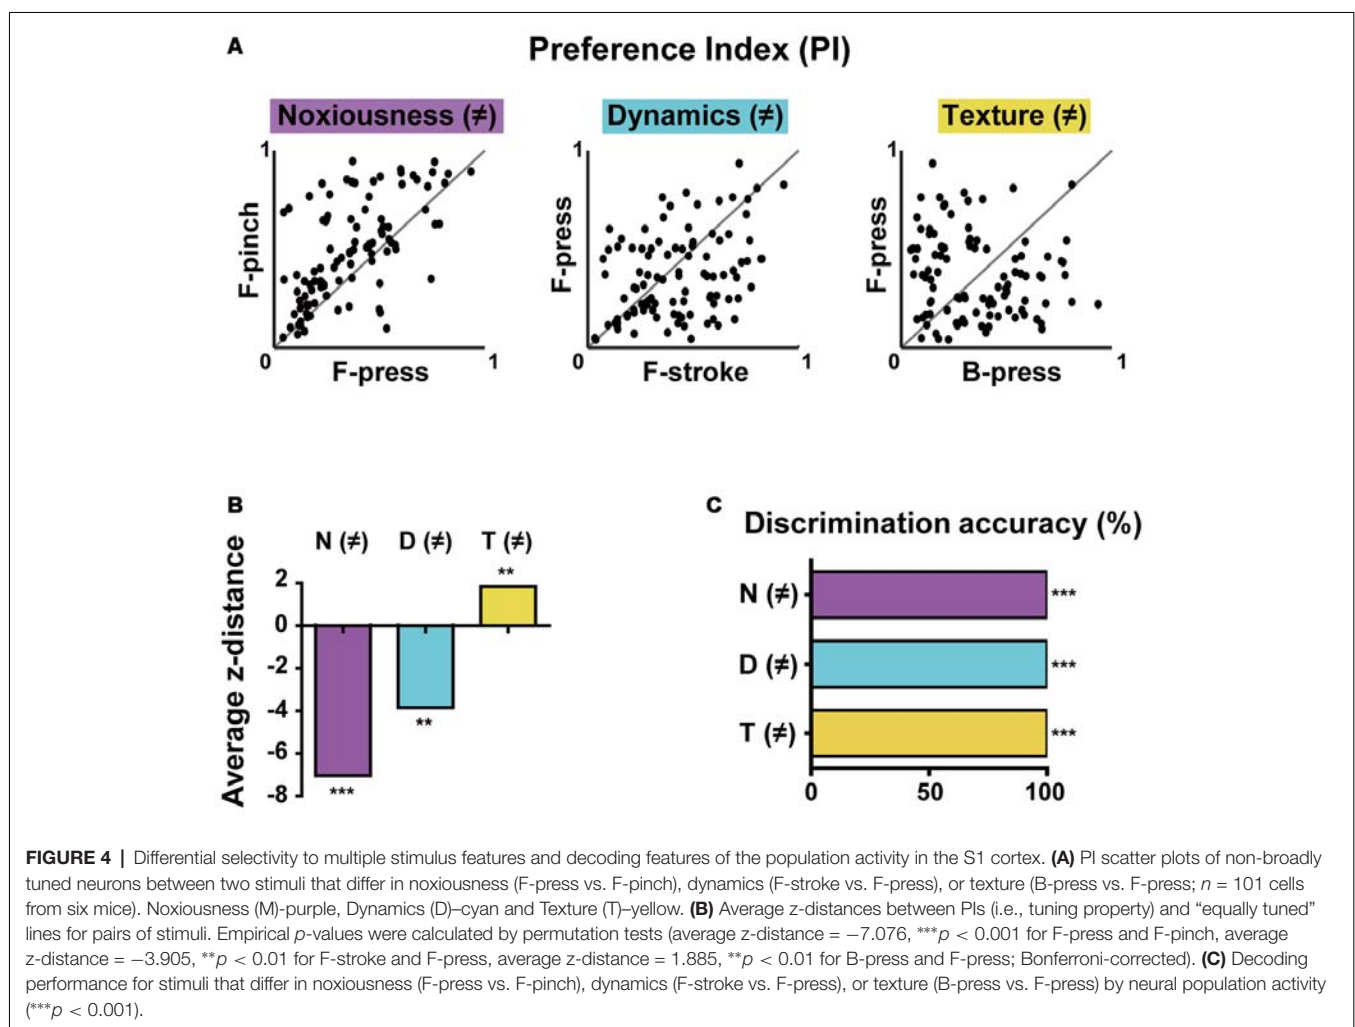 A
Preference Index (PI)
Noxiousness (≠)
Dynamics (≠)
Texture (≠)
1
F-pinch
0
F-press
1
1
F-press
0
F-stroke
1
1
F-press
0
B-press
1
B
N (≠) D (≠) T (≠)
Average z-distance
2
0
-2
-4
-6
-8
***
**
**
C
Discrimination accuracy (%)
N (≠)
***
D (≠)
***
T (≠)
***
0 50 100
FIGURE 4 | Differential selectivity to multiple stimulus features and decoding features of the population activity in the S1 cortex. (A) PI scatter plots of non-broadly
tuned neurons between two stimuli that differ in noxiousness (F-press vs. F-pinch), dynamics (F-stroke vs. F-press), or texture (B-press vs. F-press; n = 101 cells
from six mice). Noxiousness (M)-purple, Dynamics (D)–cyan and Texture (T)–yellow. (B) Average z-distances between PIs (i.e., tuning property) and “equally tuned”
lines for pairs of stimuli. Empirical p-values were calculated by permutation tests (average z-distance = −7.076, ***p < 0.001 for F-press and F-pinch, average
z-distance = −3.905, **p < 0.01 for F-stroke and F-press, average z-distance = 1.885, **p < 0.01 for B-press and F-press; Bonferroni-corrected). (C) Decoding
performance for stimuli that differ in noxiousness (F-press vs. F-pinch), dynamics (F-stroke vs. F-press), or texture (B-press vs. F-press) by neural population activity
(***p < 0.001).